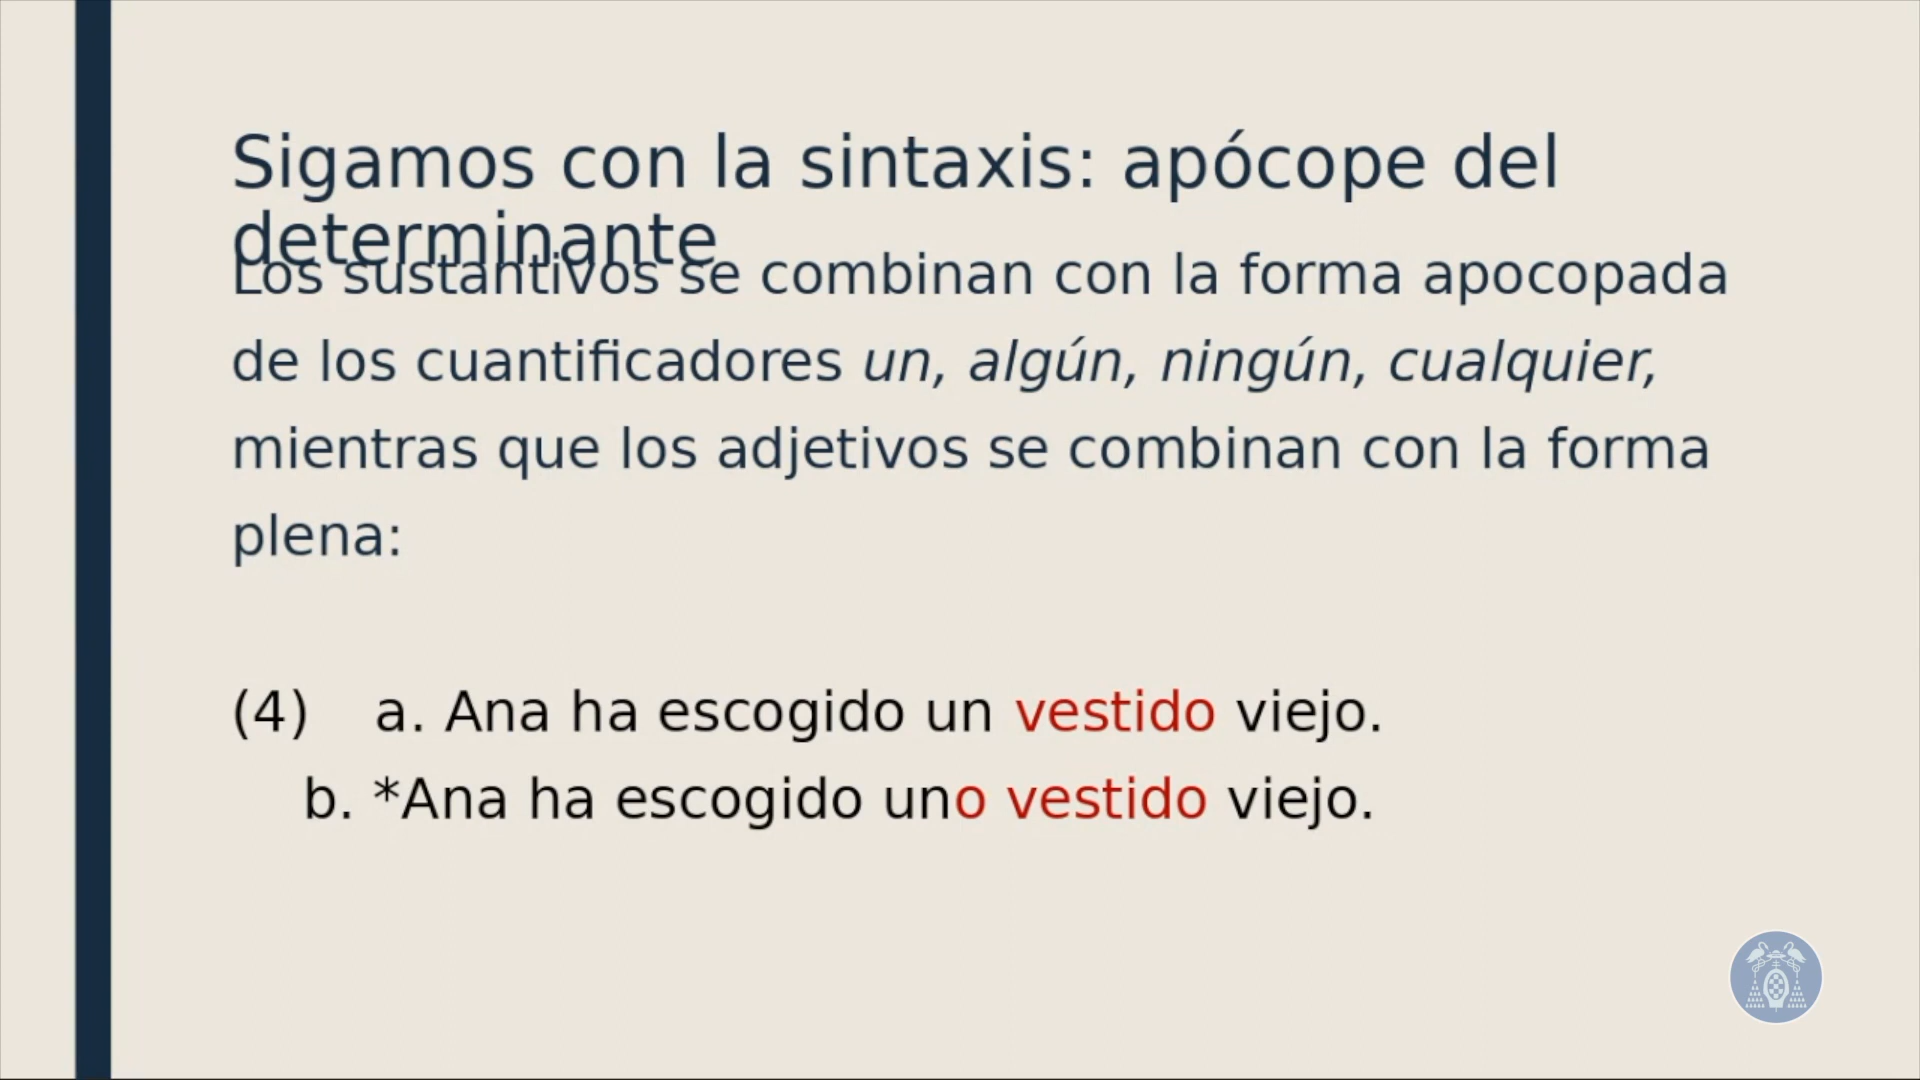 Sigamos con la sintaxis: apócope del
determinante
Los sustantivos se combinan con la forma apocopada
de los cuantificadores un, algún, ningún, cualquier,
mientras que los adjetivos se combinan con la forma
plena:
(4) a. Ana ha escogido un vestido viejo.
b. *Ana ha escogido uno vestido viejo.